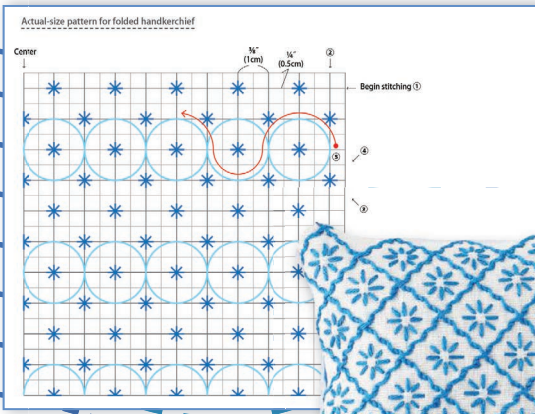 Actual-size pattern for folded handkerchief
Center
⅜″
(1cm)
¼″
(0.5cm)
②
Begin stitching ①
⑤
④
③